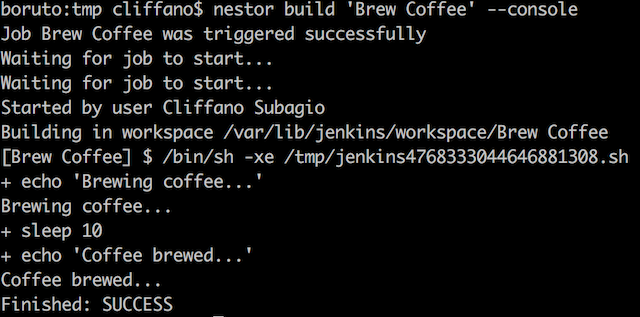 boruto:tmp cliffano$ nestor build 'Brew Coffee' --console
Job Brew Coffee was triggered successfully
Waiting for job to start...
Waiting for job to start...
Started by user Cliffano Subagio
Building in workspace /var/lib/jenkins/workspace/Brew Coffee
[Brew Coffee] $ /bin/sh -xe /tmp/jenkins4768333044646881308.sh
+ echo 'Brewing coffee...'
Brewing coffee...
+ sleep 10
+ echo 'Coffee brewed...'
Coffee brewed...
Finished: SUCCESS